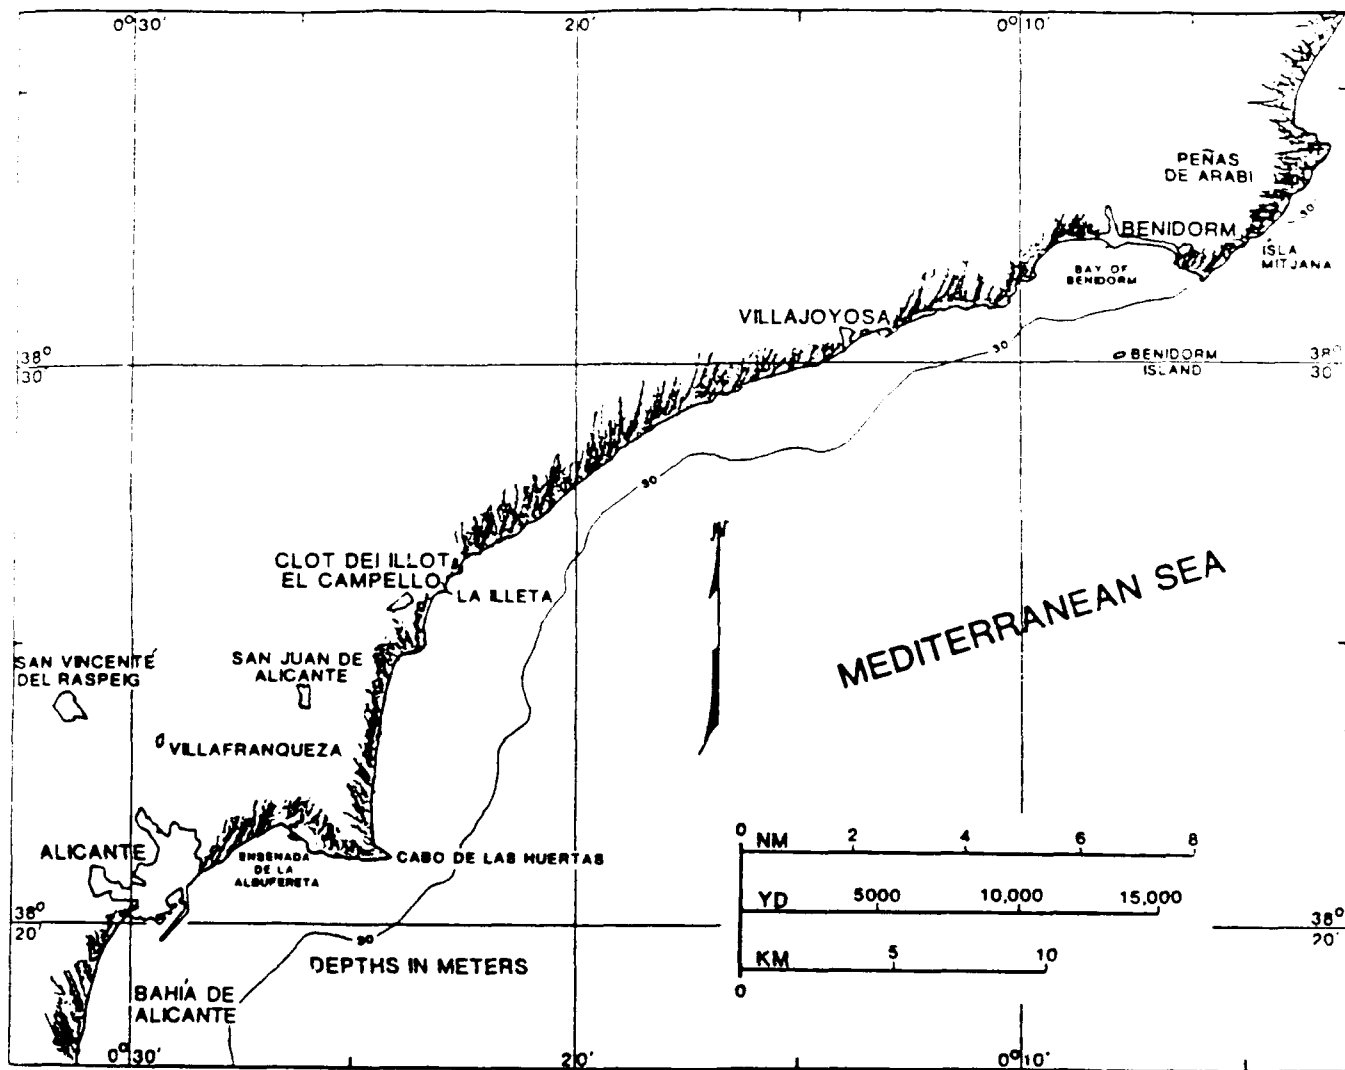 0°30'
20'
0°10'
PEÑAS
DE ARABI
30
BENIDORM
ISLA
MITJANA
BAY OF
BENIDORM
VILLAJOYOSA
38°
30'
30
BENIDORM
ISLAND
38°
30'
30
N
CLOT DEI ILLOT
EL CAMPELLO
LA ILLETA
MEDITERRANEAN SEA
SAN VINCENTE
DEL RASPEIG
SAN JUAN DE
ALICANTE
VILLAFRANQUEZA
ALICANTE
ENSENADA
DE LA
ALBUFERETA
CABO DE LAS HUERTAS
0 NM 2 4 6 8
YD 5000 10,000 15,000
KM 5 10
0
38°
20'
38°
20'
30
DEPTHS IN METERS
BAHÍA DE
ALICANTE
0°30'
20'
0°10'